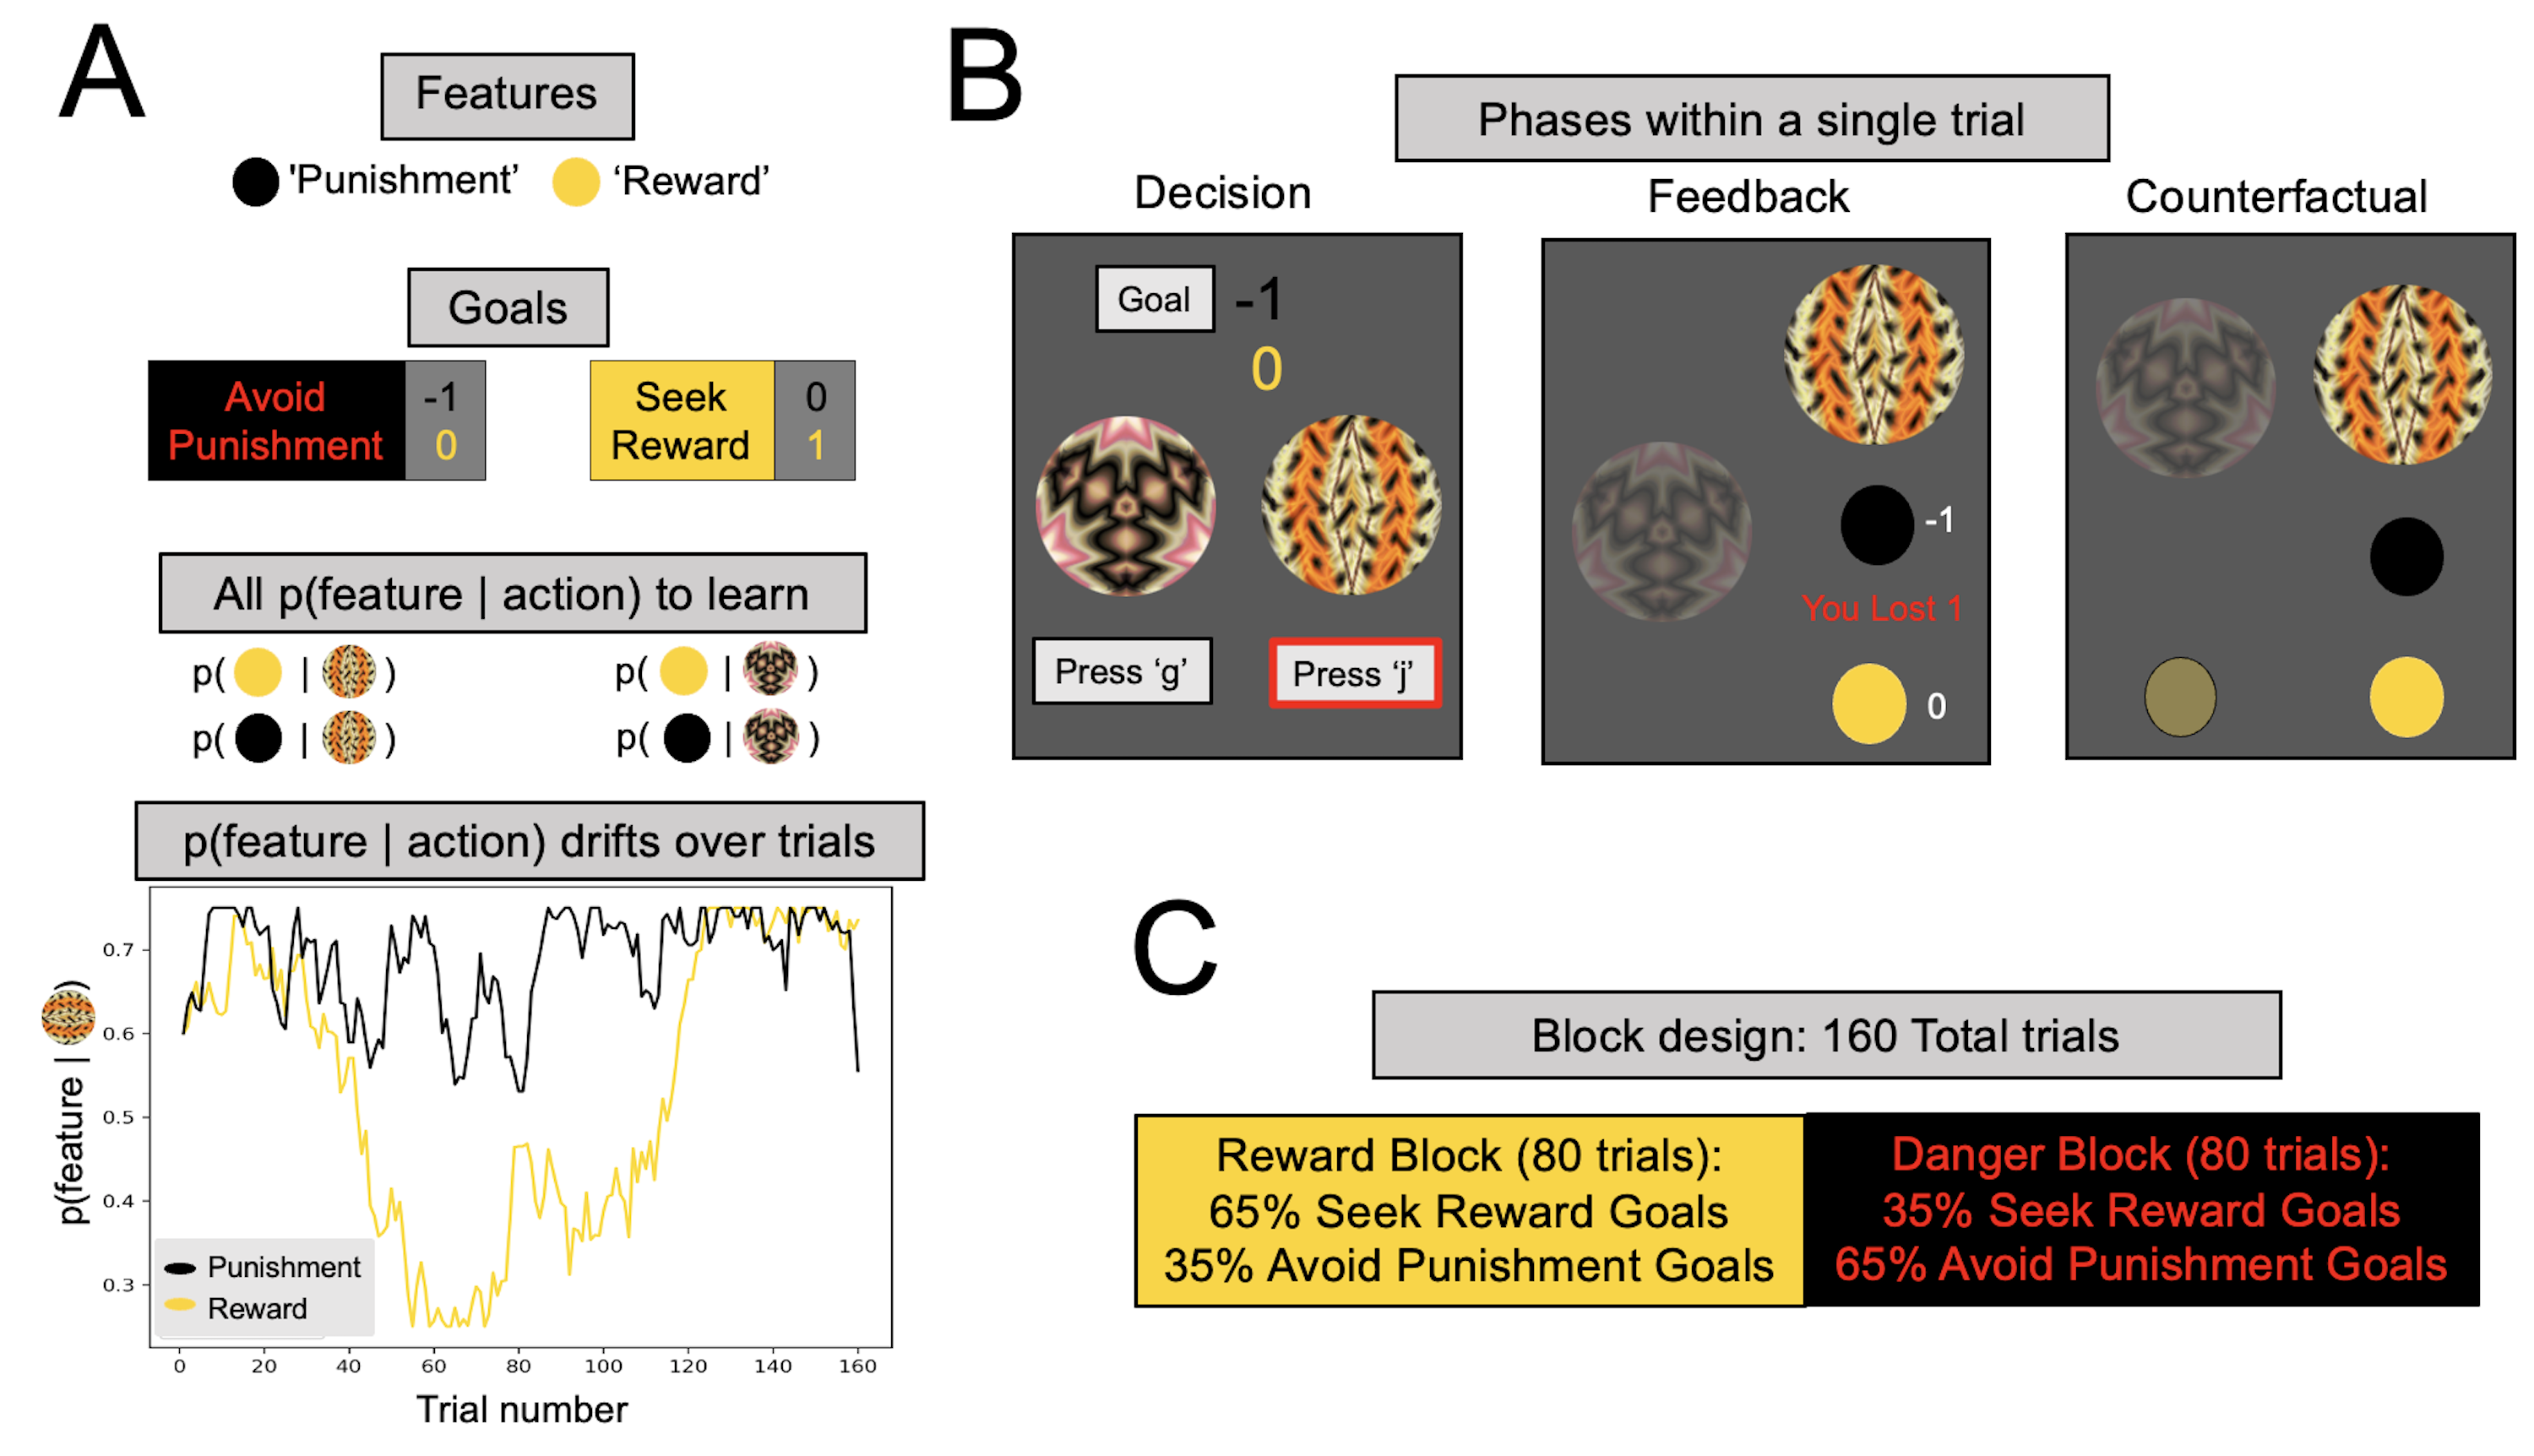 A
Features
'Punishment’
‘Reward’
Goals
Avoid
Punishment
-1
0
Seek
Reward
0
1
All p(feature | action) to learn
p( | )
p( | )
p( | )
p( | )
p(feature | action) drifts over trials
p(feature | )
0.7
0.6
0.5
0.4
0.3
Punishment
Reward
0 20 40 60 80 100 120 140 160
Trial number
B
Phases within a single trial
Decision
Goal
-1
0
Press ‘g’
Press ‘j’
Feedback
-1
You Lost 1
0
Counterfactual
C
Block design: 160 Total trials
Reward Block (80 trials):
65% Seek Reward Goals
35% Avoid Punishment Goals
Danger Block (80 trials):
35% Seek Reward Goals
65% Avoid Punishment Goals